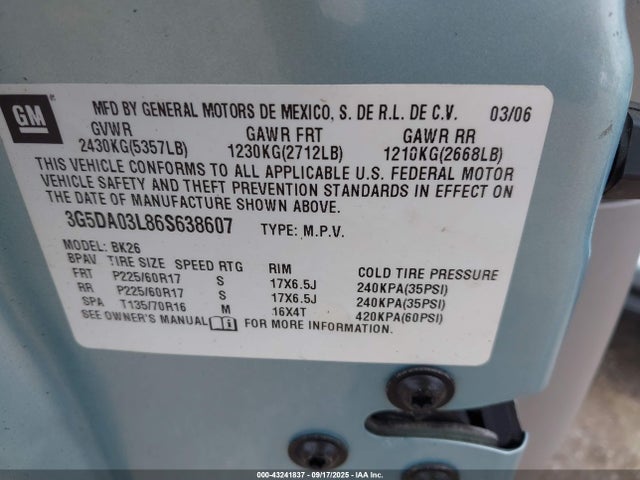 GM
MFD BY GENERAL MOTORS DE MEXICO, S. DE R.L. DE C.V. 03/06
GVWR GAWR FRT GAWR RR
2430KG(5357LB) 1230KG(2712LB) 1210KG(2668LB)
THIS VEHICLE CONFORMS TO ALL APPLICABLE U.S. FEDERAL MOTOR
VEHICLE SAFETY AND THEFT PREVENTION STANDARDS IN EFFECT ON
THE DATE OF MANUFACTURE SHOWN ABOVE.
3G5DA03L86S638607 TYPE: M.P.V.
MODEL: BK26
BPAV TIRE SIZE SPEED RTG RIM COLD TIRE PRESSURE
FRT P225/60R17 S 17X6.5J 240KPA(35PSI)
RR P225/60R17 S 17X6.5J 240KPA(35PSI)
SPA T135/70R16 M 16X4T 420KPA(60PSI)
SEE OWNER'S MANUAL FOR MORE INFORMATION.
000-43241837 - 09/17/2025 - IAA Inc.